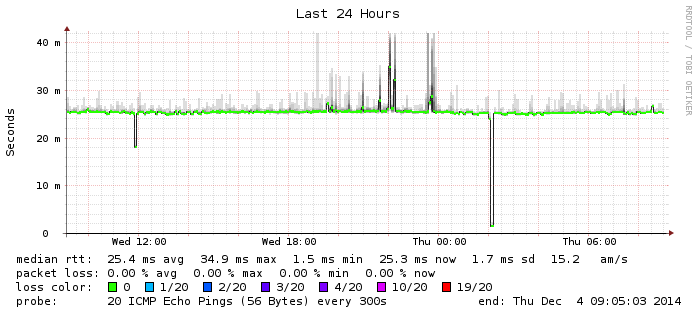 Last 24 Hours
RRDTOOL / TOBI OETIKER
Seconds
40 m
30 m
20 m
10 m
0
Wed 12:00 Wed 18:00 Thu 00:00 Thu 06:00
median rtt: 25.4 ms avg 34.9 ms max 1.5 ms min 25.3 ms now 1.7 ms sd 15.2 am/s
packet loss: 0.00 % avg 0.00 % max 0.00 % min 0.00 % now
loss color: 0 1/20 2/20 3/20 4/20 10/20 19/20
probe: 20 ICMP Echo Pings (56 Bytes) every 300s end: Thu Dec 4 09:05:03 2014